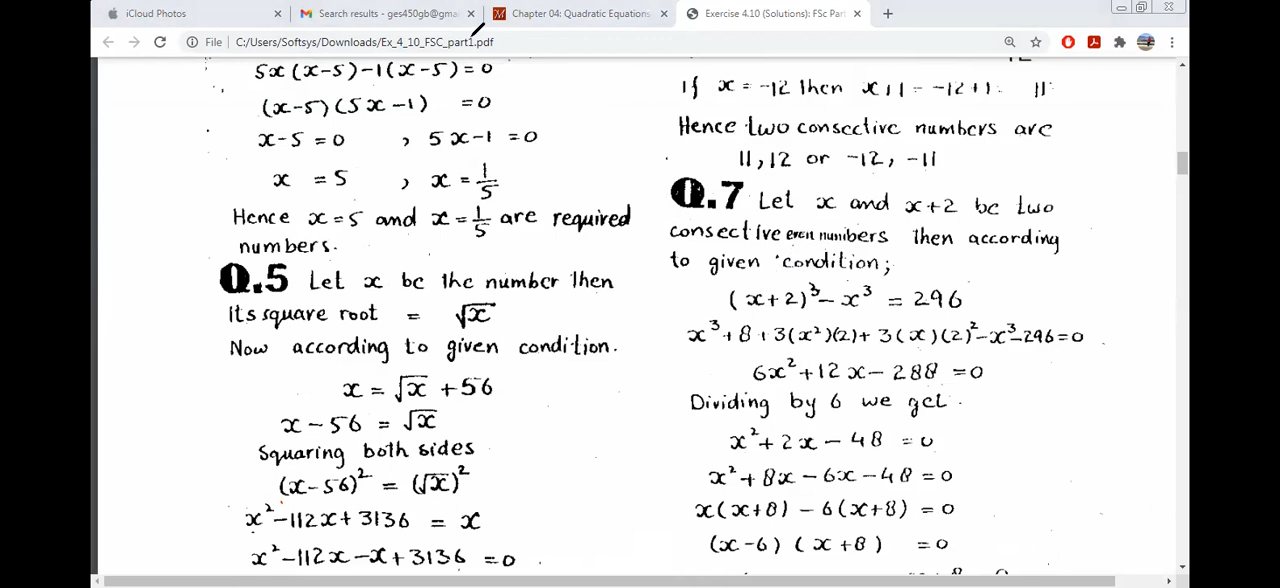 iCloud Photos
Search results - ges450gb@gma
Chapter 04: Quadratic Equations
Exercise 4.10 (Solutions): FSc Par
File C:/Users/Softsys/Downloads/Ex_4_10_FSC_part1.pdf
5x(x-5)-1(x-5)=0
(x-5)(5x-1) =0
x-5=0 , 5x-1=0
x =5 , x=1/5
Hence x=5 and x=1/5 are required
numbers.
Q.5 Let x be the number then
its square root = √x
Now according to given condition.
x = √x +56
x-56 = √x
Squaring both sides
(x-56)² = (√x)²
x²-112x+3136 = x
x²-112x-x+3136 =0
If x = -12 then
Hence two consective numbers are
11,12 or -12, -11
Q.7 Let x and x+2 be two
consective even numbers then according
to given condition;
(x+2)³-x³ = 296
x³+8+3(x²)(2)+3(x)(2)²-x³-296=0
6x²+12x-288 =0
Dividing by 6 we get.
x²+2x-48 =0
x²+8x-6x-48=0
x(x+8)-6(x+8)=0
(x-6)(x+8) =0